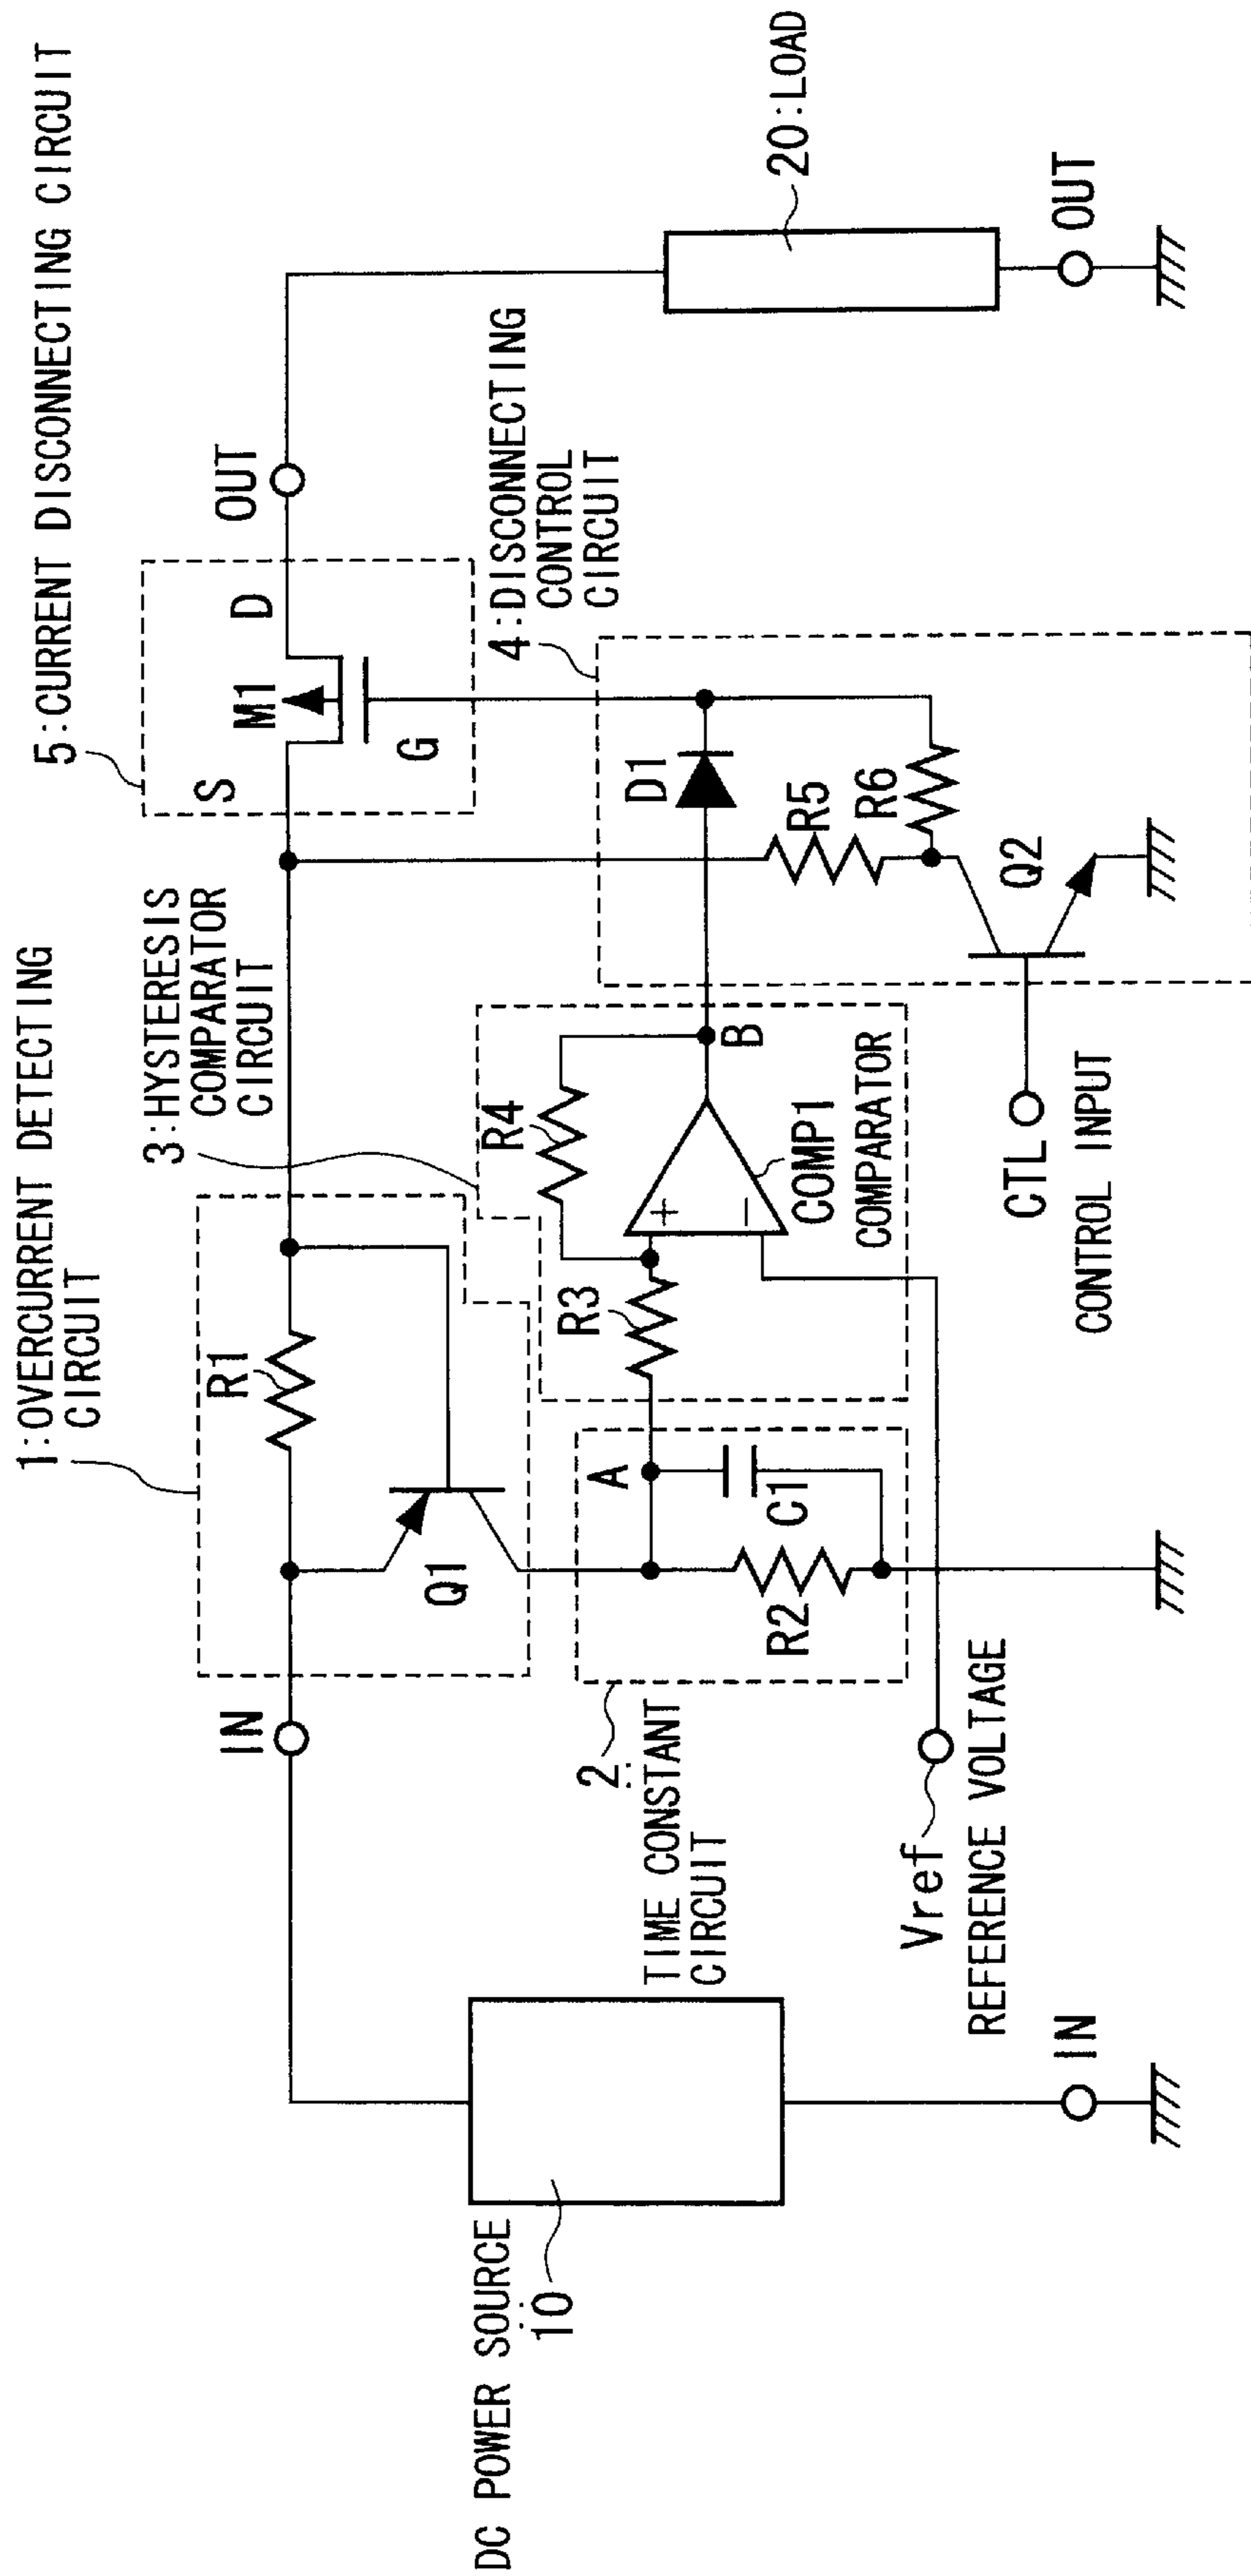 1:OVERCURRENT DETECTING
CIRCUIT
5:CURRENT DISCONNECTING CIRCUIT
3:HYSTERESIS
COMPARATOR
CIRCUIT
IN
R1
S
M1
D
OUT
Q1
G
4:DISCONNECTING
CONTROL
CIRCUIT
DC POWER SOURCE
10
2
TIME CONSTANT
CIRCUIT
A
R3
R4
B
D1
R5
R6
R2
C1
COMP1
COMPARATOR
20:LOAD
Vref
REFERENCE VOLTAGE
CTL
CONTROL INPUT
Q2
IN
OUT